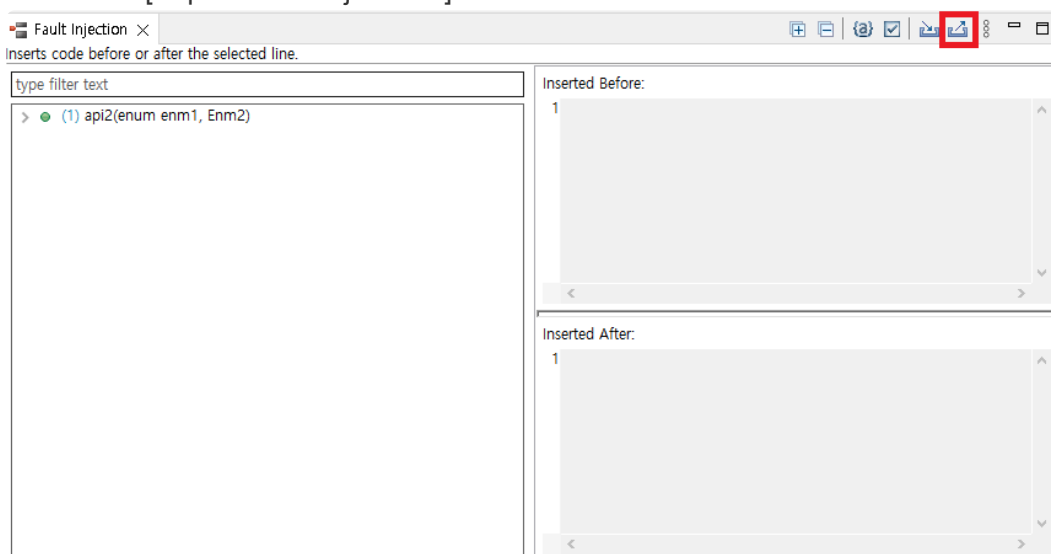 Fault Injection
Inserts code before or after the selected line.
type filter text
(1) api2(enum enm1, Enm2)
Inserted Before:
1
Inserted After:
1